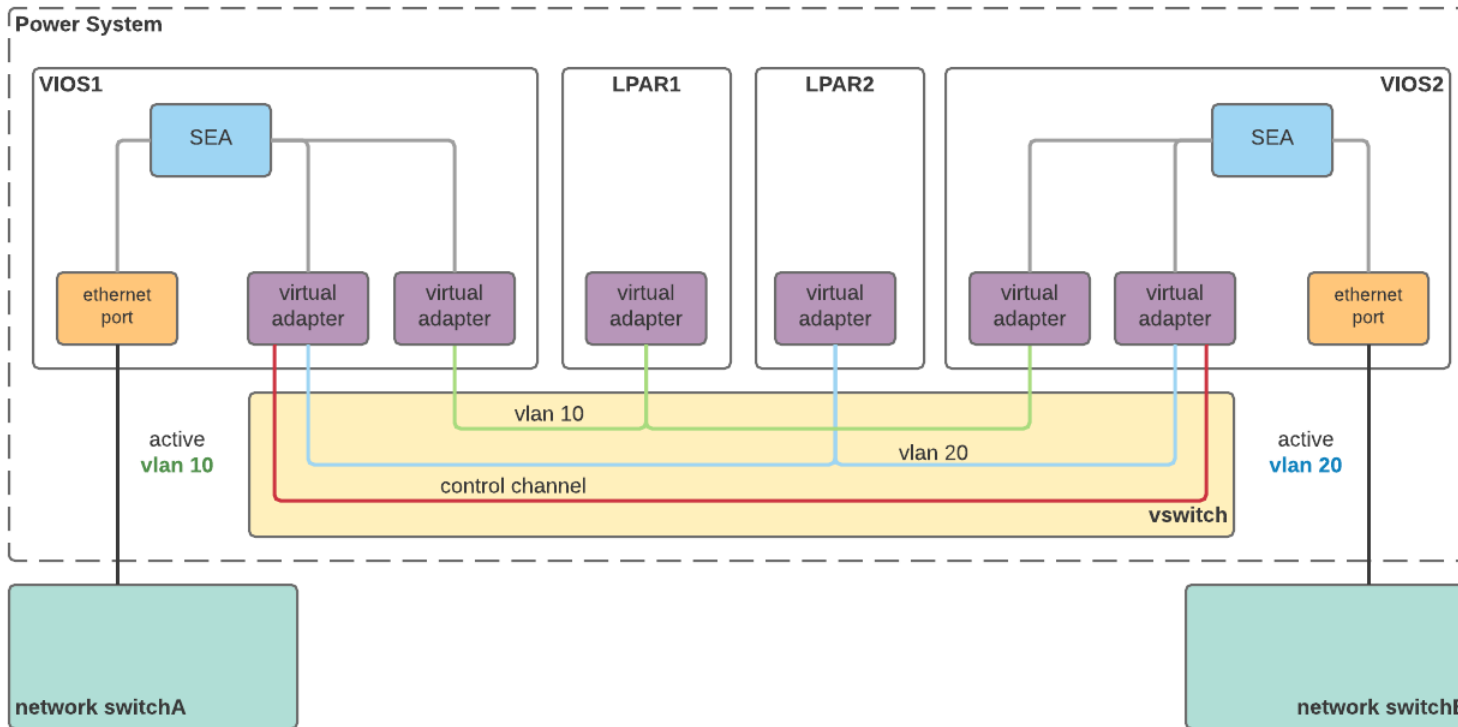 Power System
VIOS1
LPAR1
LPAR2
VIOS2
SEA
SEA
ethernet
port
virtual
adapter
virtual
adapter
virtual
adapter
virtual
adapter
virtual
adapter
virtual
adapter
ethernet
port
vlan 10
active
vlan 10
vlan 20
active
vlan 20
control channel
vswitch
network switchA
network switchB